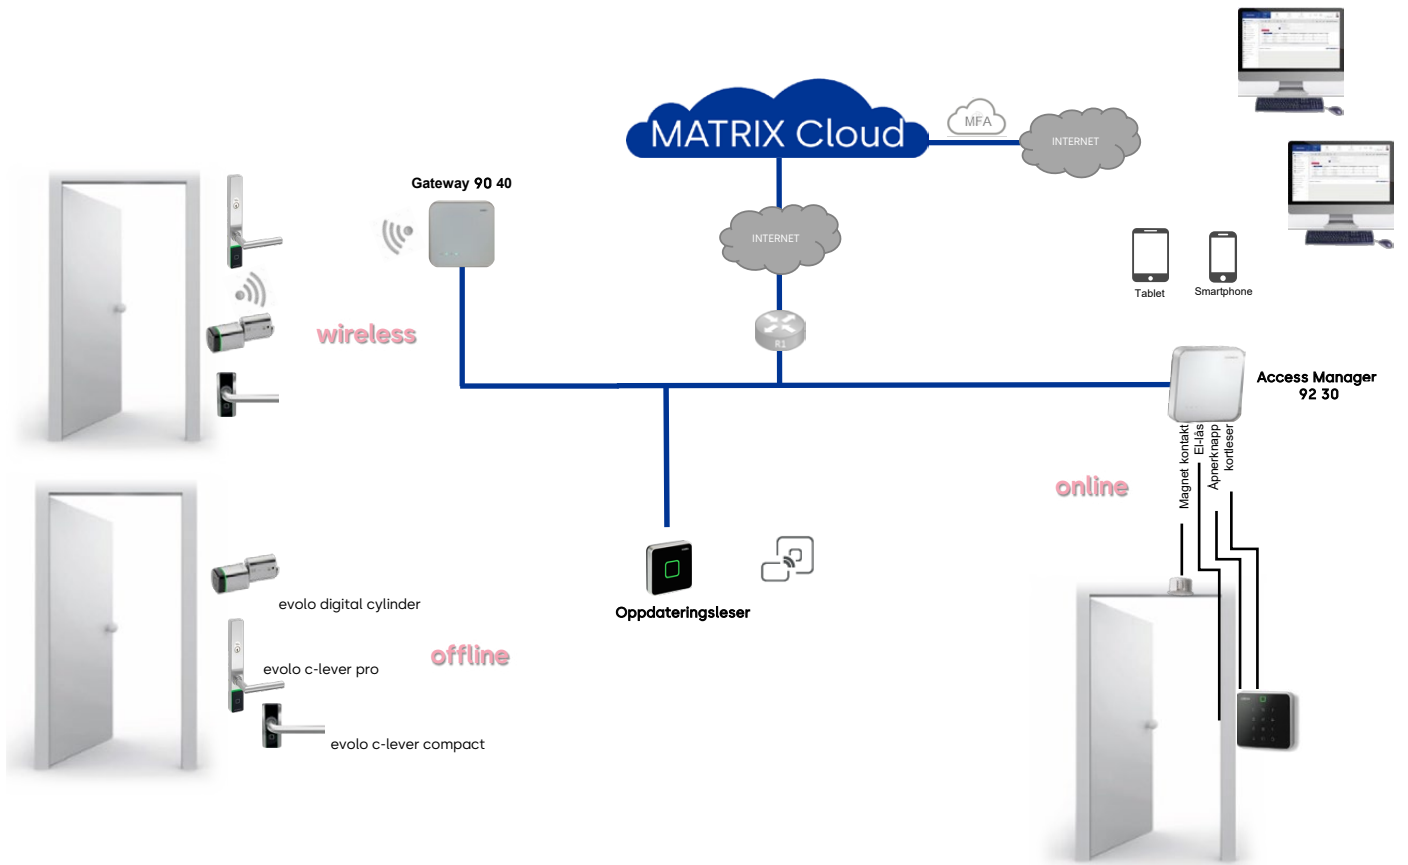 MATRIX Cloud
MFA
INTERNET
Gateway 90 40
INTERNET
Tablet
Smartphone
wireless
R1
Access Manager
92 30
Magnet kontakt
El-lås
Åpnerknapp
kortleser
online
Oppdateringsleser
evolo digital cylinder
offline
evolo c-lever pro
evolo c-lever compact